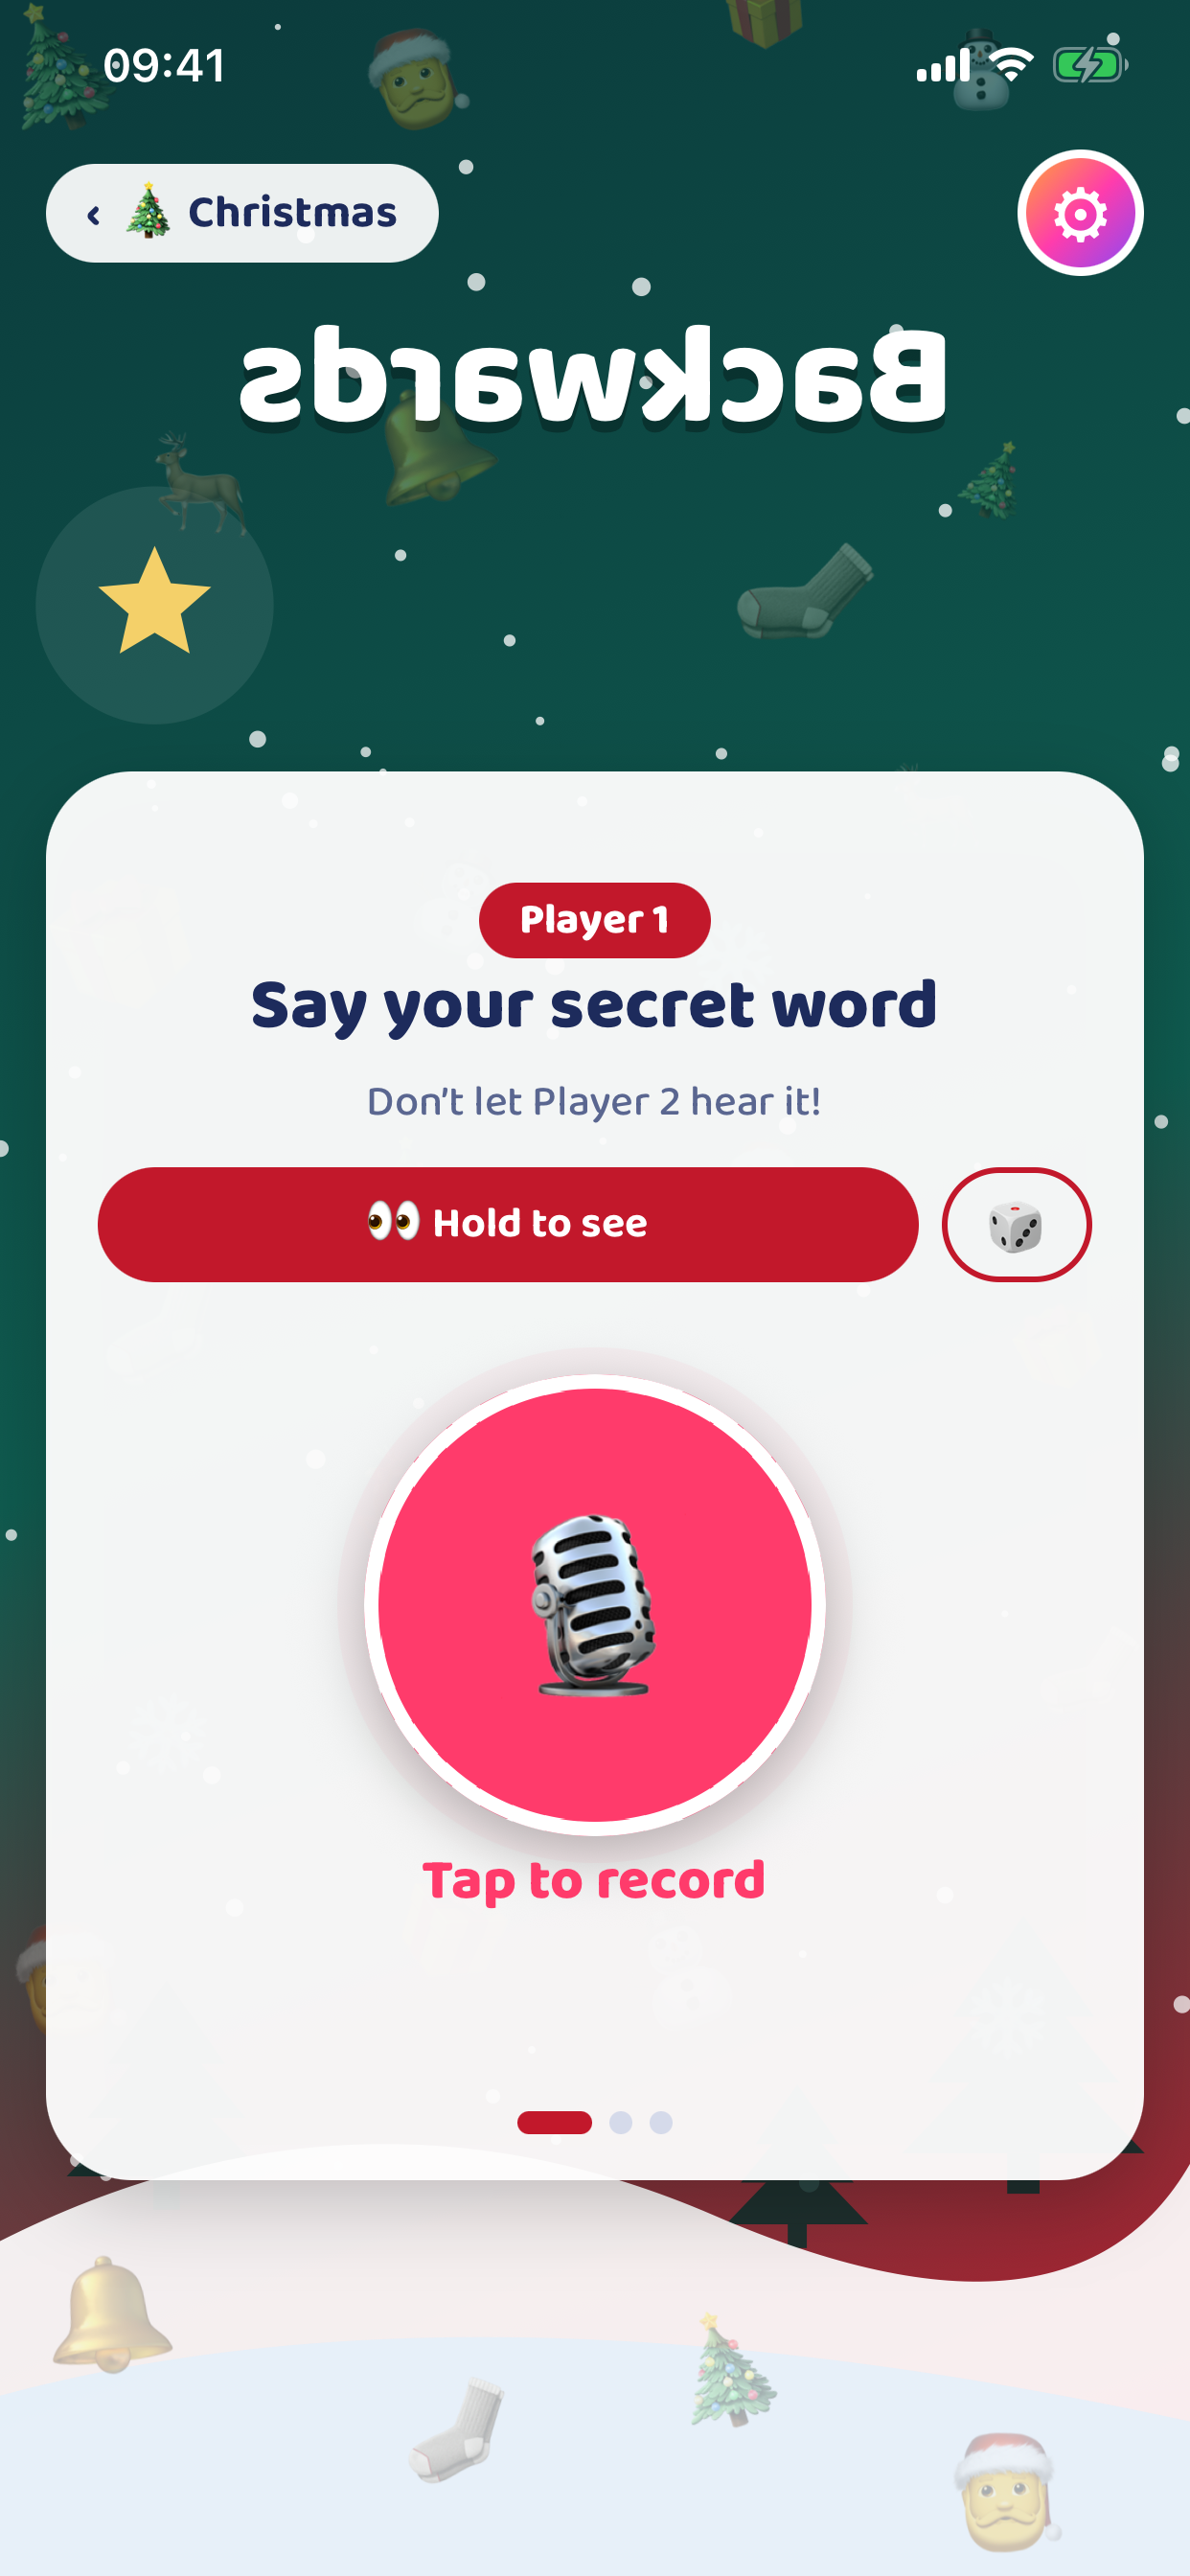 09:41
‹ 🎄 Christmas
Backwards
Player 1
Say your secret word
Don't let Player 2 hear it!
👀 Hold to see
Tap to record